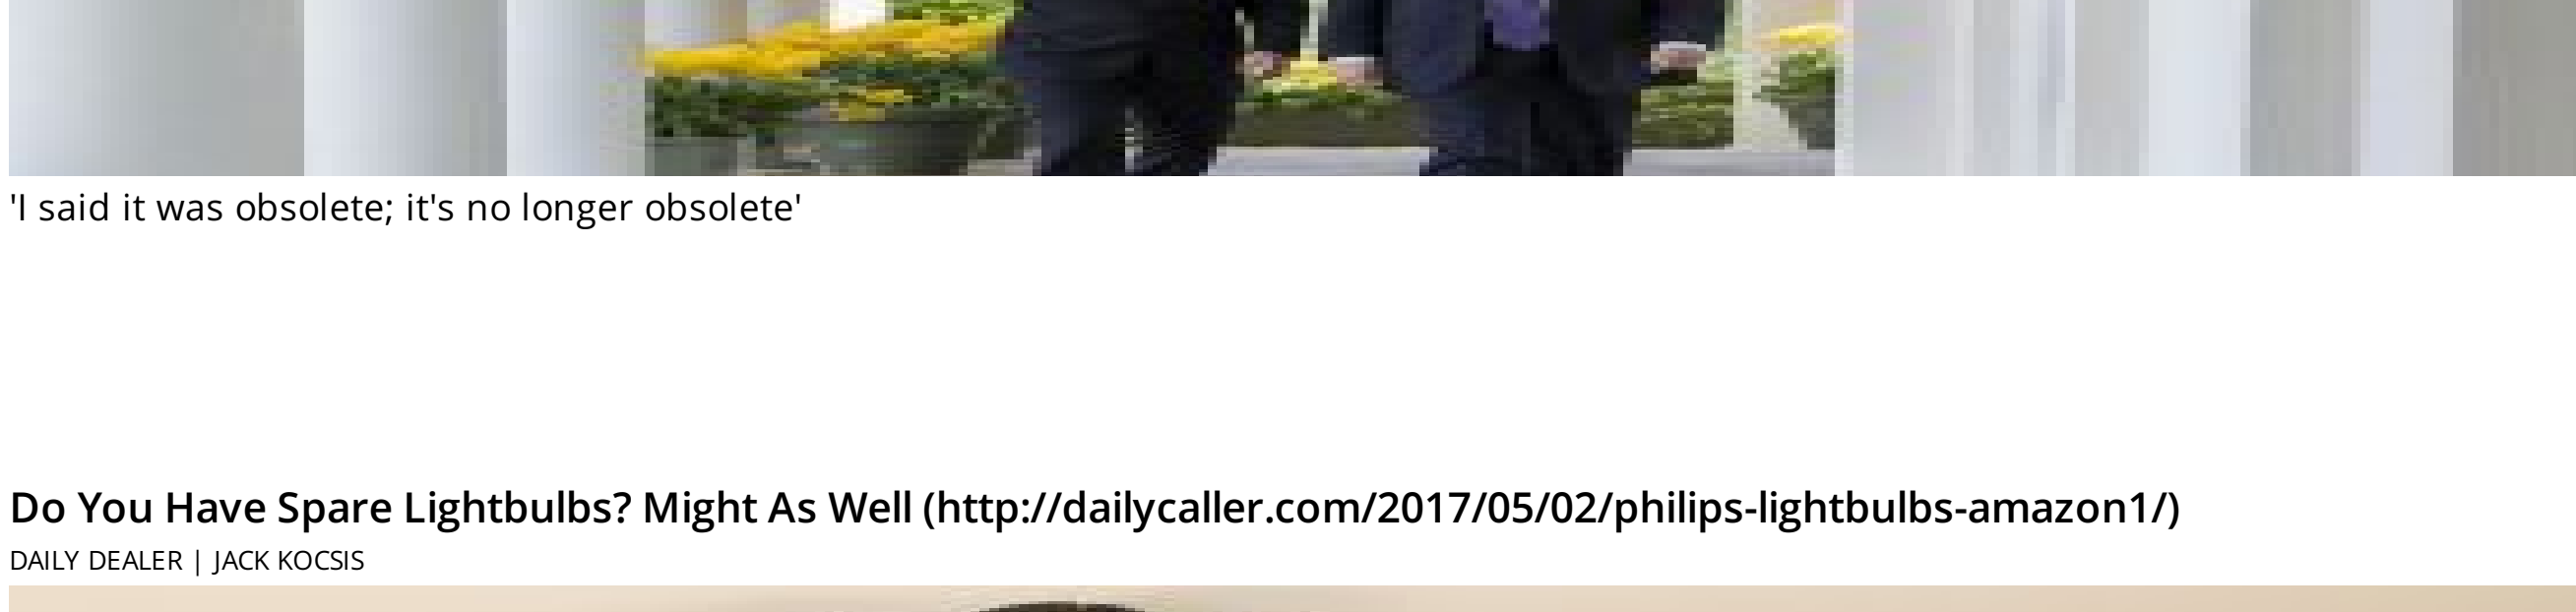 'I said it was obsolete; it's no longer obsolete'
Do You Have Spare Lightbulbs? Might As Well (http://dailycaller.com/2017/05/02/philips-lightbulbs-amazon1/)
DAILY DEALER | JACK KOCSIS